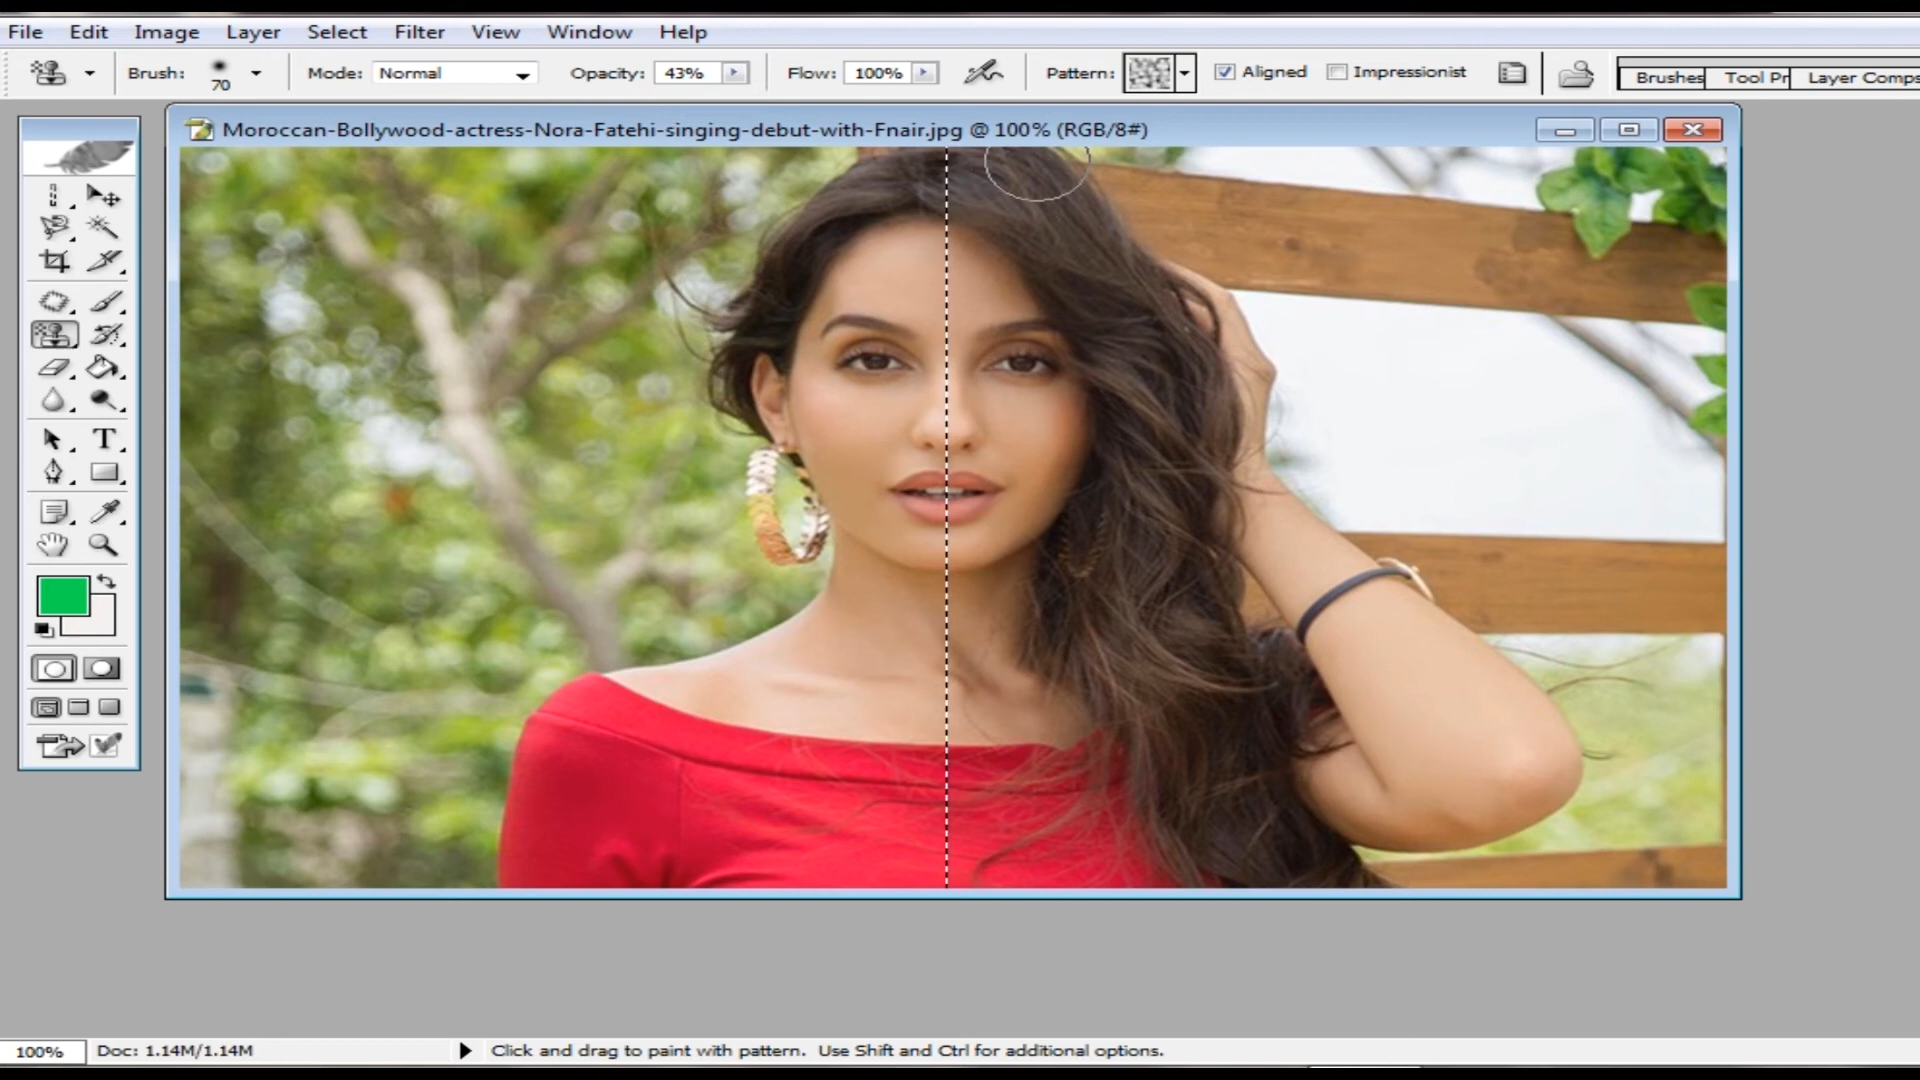 File Edit Image Layer Select Filter View Window Help
Brush: 70 Mode: Normal Opacity: 43% Flow: 100% Pattern: Aligned Impressionist Brushes Tool Pr Layer Comps
Moroccan-Bollywood-actress-Nora-Fatehi-singing-debut-with-Fnair.jpg @ 100% (RGB/8#)
T
100% Doc: 1.14M/1.14M Click and drag to paint with pattern. Use Shift and Ctrl for additional options.